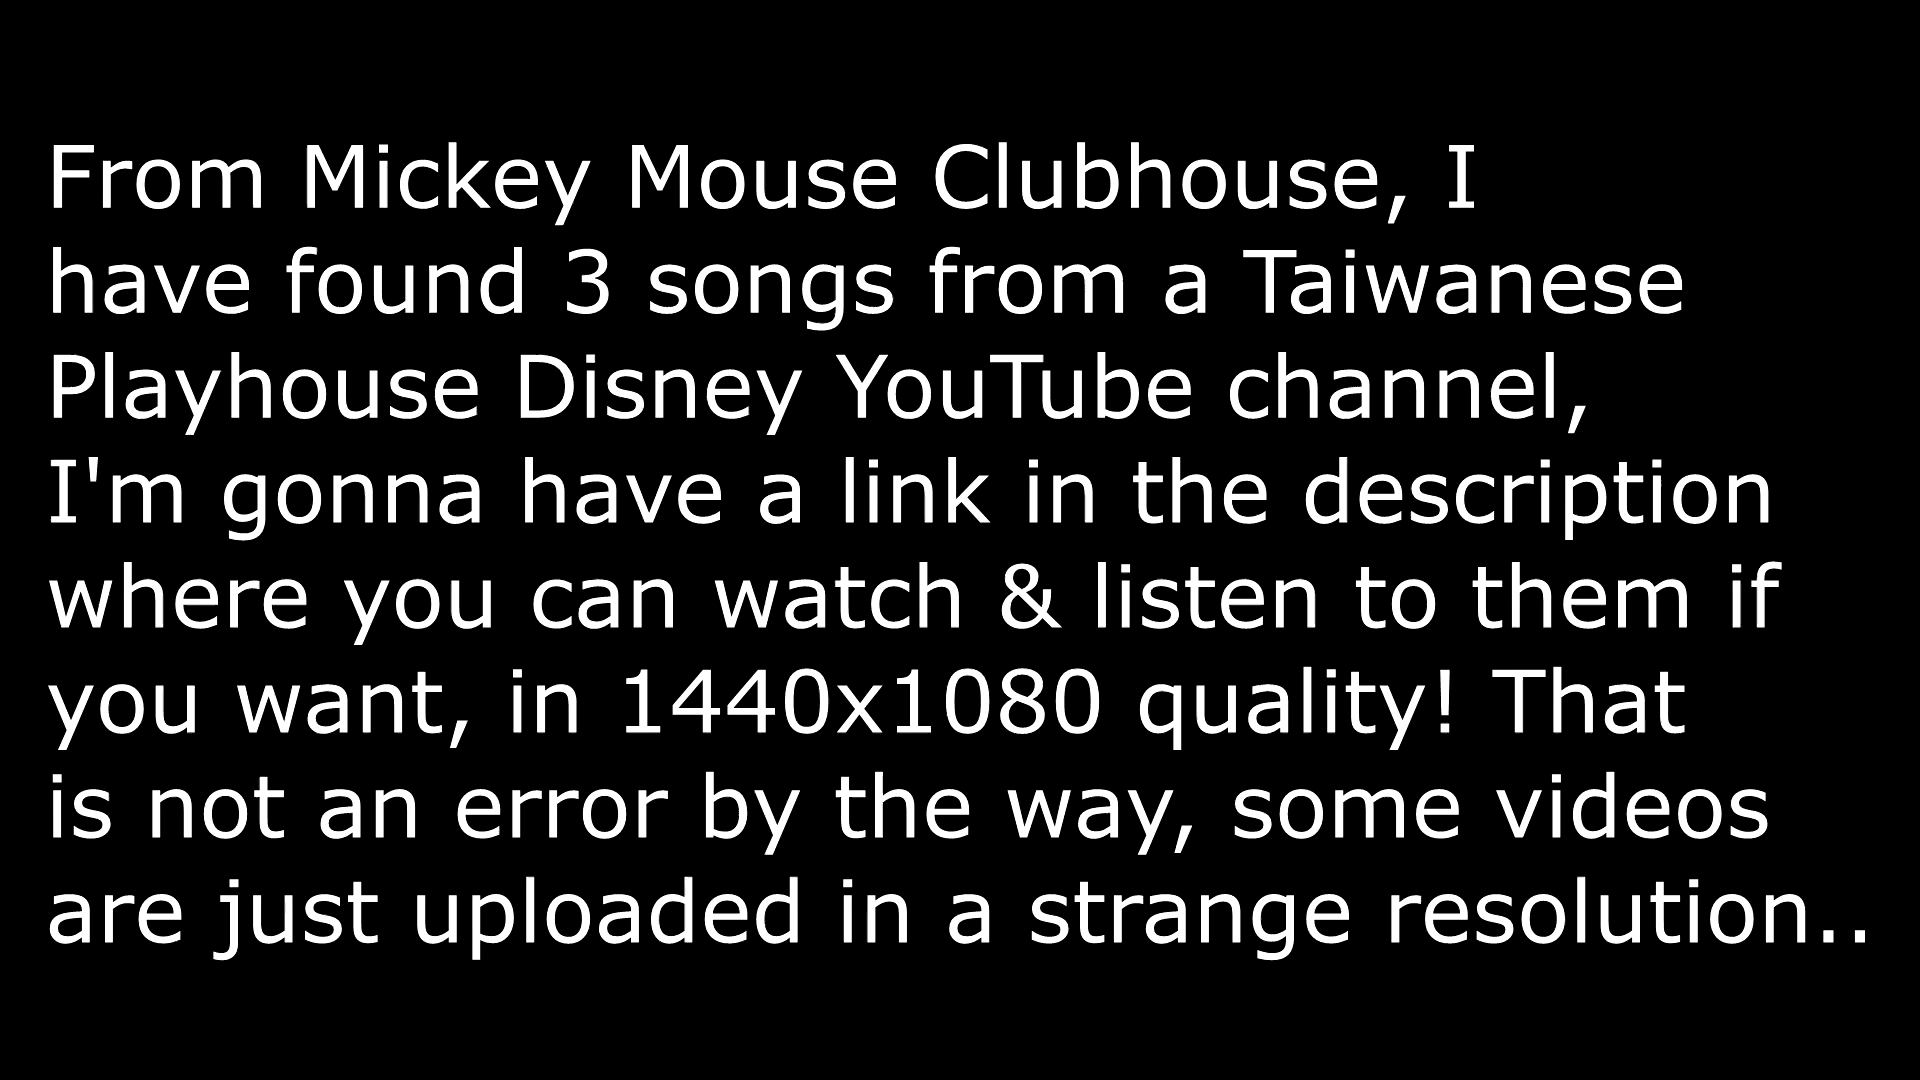 From Mickey Mouse Clubhouse, I
have found 3 songs from a Taiwanese
Playhouse Disney YouTube channel,
I'm gonna have a link in the description
where you can watch & listen to them if
you want, in 1440x1080 quality! That
is not an error by the way, some videos
are just uploaded in a strange resolution..